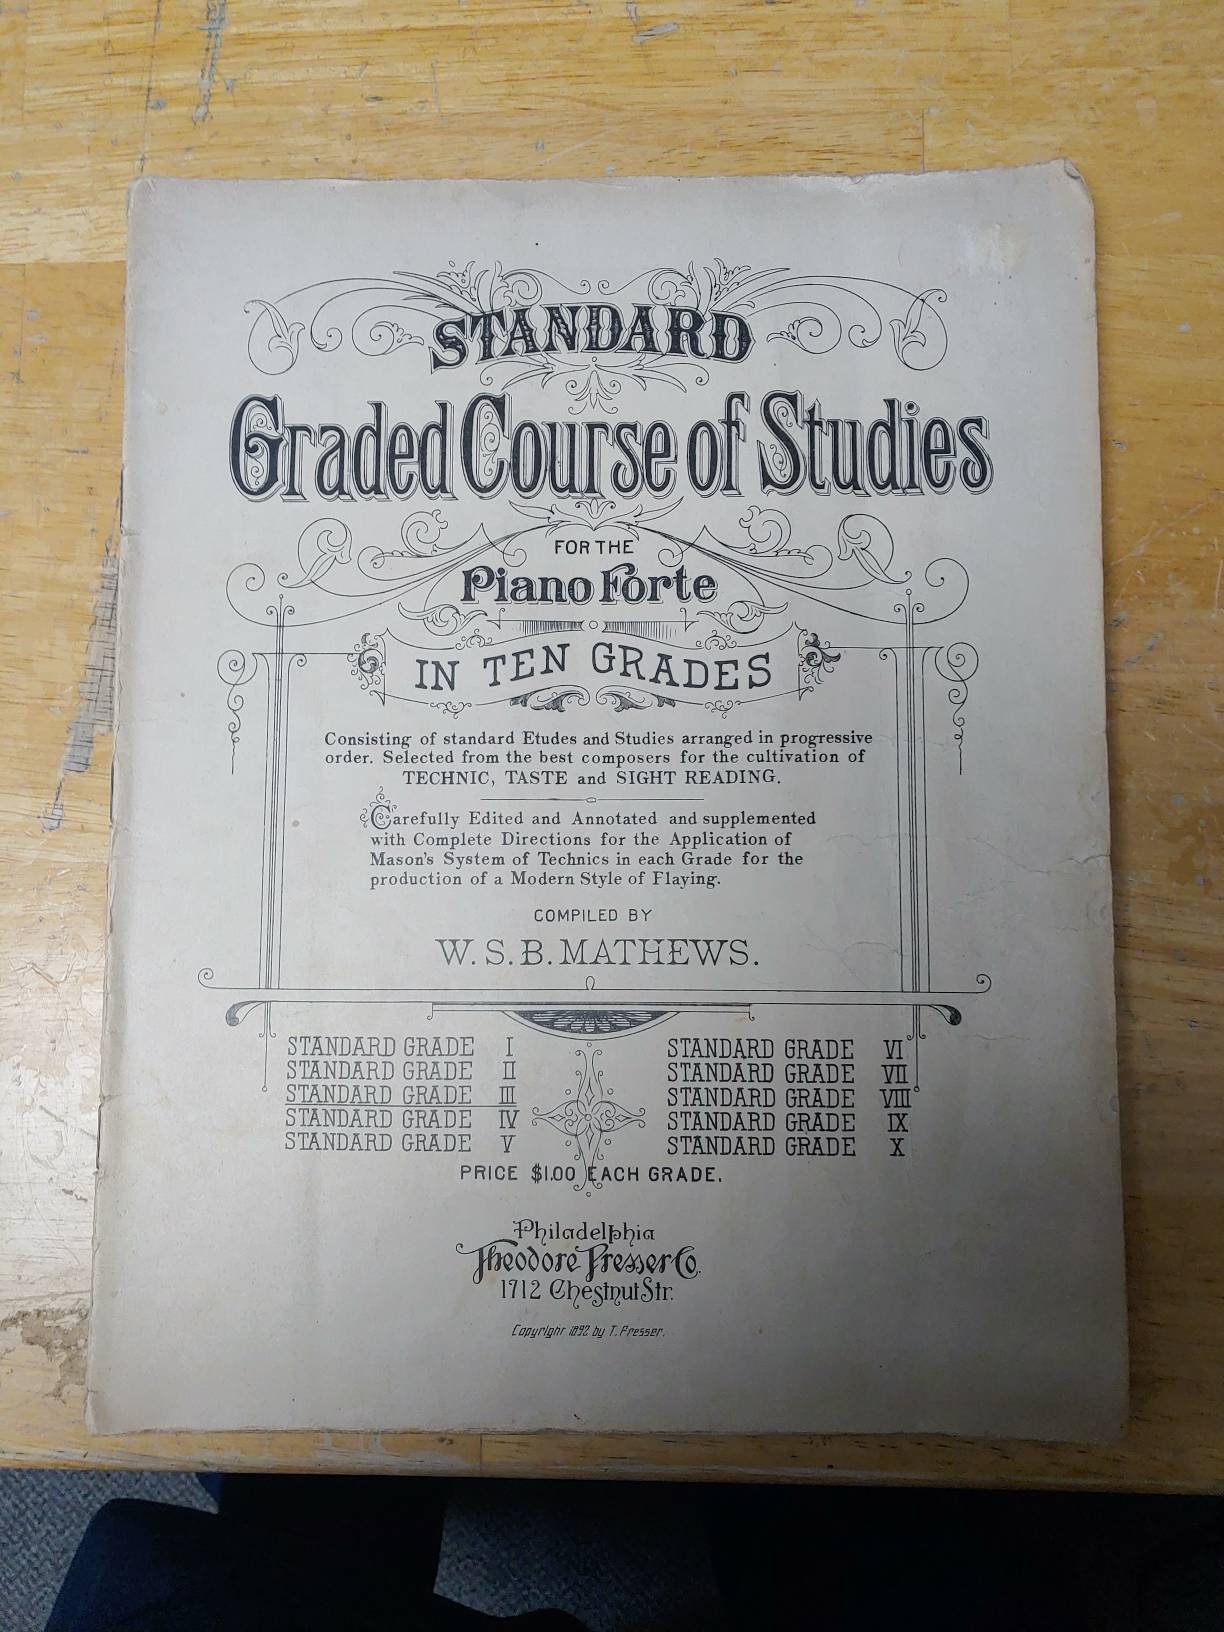 STANDARD
Graded Course of Studies
FOR THE
Piano Forte
IN TEN GRADES
Consisting of standard Etudes and Studies arranged in progressive
order. Selected from the best composers for the cultivation of
TECHNIC, TASTE and SIGHT READING.
Carefully Edited and Annotated and supplemented
with Complete Directions for the Application of
Mason's System of Technics in each Grade for the
production of a Modern Style of Flaying.
COMPILED BY
W. S. B. MATHEWS.
STANDARD GRADE I
STANDARD GRADE II
STANDARD GRADE III
STANDARD GRADE IV
STANDARD GRADE V
STANDARD GRADE VI
STANDARD GRADE VII
STANDARD GRADE VIII
STANDARD GRADE IX
STANDARD GRADE X
PRICE $1.00 EACH GRADE.
Philadelphia
Theodore Presser Co.
1712 Chestnut Str.
Copyright 1892 by T. Presser.